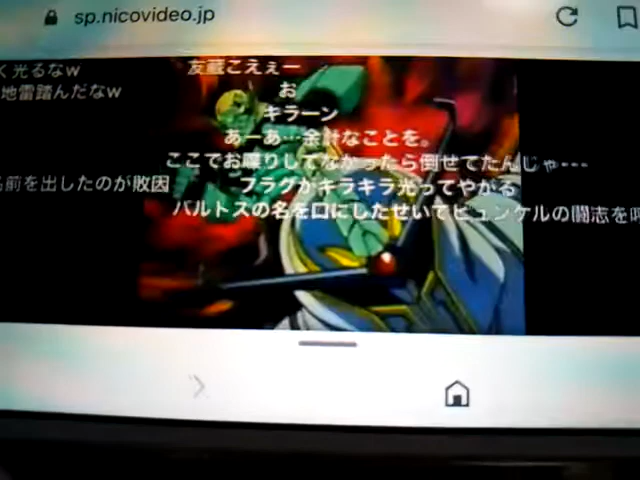 sp.nicovideo.jp
く光るなw
友蔵こえぇー
地雷踏んだなw
お
キラーン
あーあ…余計なことを。
ここでお喋りしてなかったら倒せてたんじゃ…
名前を出したのが敗因
フラグがキラキラ光ってやがる
バルトスの名を口にしたせいでヒュンケルの闘志を呼